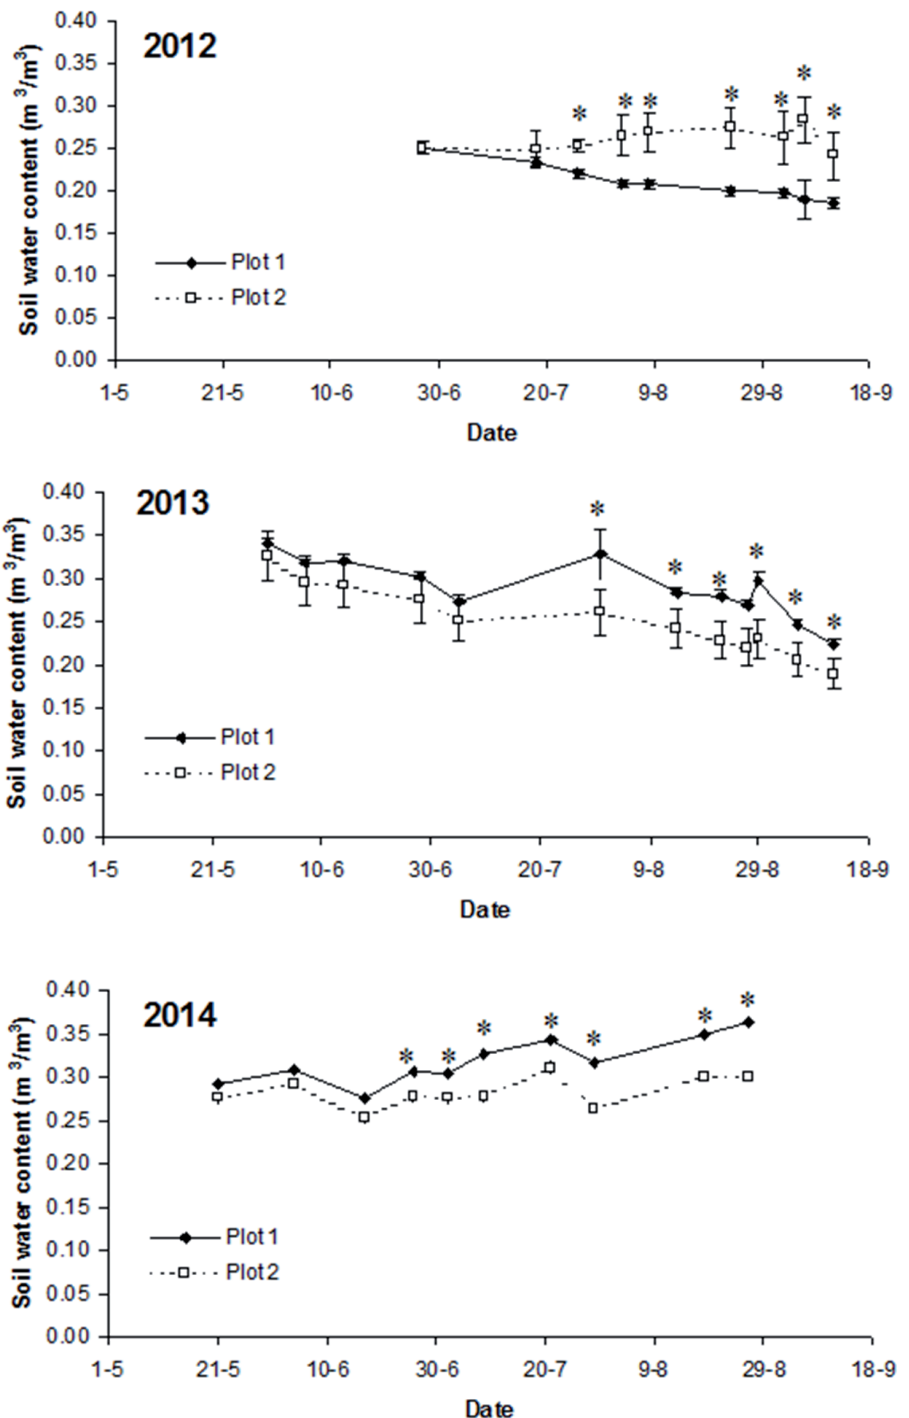 2012
Soil water content (m³/m³)
0.40
0.35
0.30
0.25
0.20
0.15
0.10
0.05
0.00
* * * * * * *
Plot 1
Plot 2
1-5 21-5 10-6 30-6 20-7 9-8 29-8 18-9
Date
2013
Soil water content (m³/m³)
0.40
0.35
0.30
0.25
0.20
0.15
0.10
0.05
0.00
* * * * * *
Plot 1
Plot 2
1-5 21-5 10-6 30-6 20-7 9-8 29-8 18-9
Date
2014
Soil water content (m³/m³)
0.40
0.35
0.30
0.25
0.20
0.15
0.10
0.05
0.00
* * * * * * *
Plot 1
Plot 2
1-5 21-5 10-6 30-6 20-7 9-8 29-8 18-9
Date